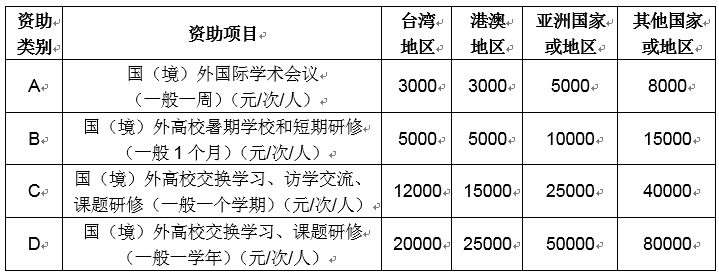 资助类别 资助项目 台湾地区 港澳地区 亚洲国家或地区 其他国家或地区
A 国（境）外国际学术会议（一般一周）（元/次/人） 3000 3000 5000 8000
B 国（境）外高校暑期学校和短期研修（一般1个月）（元/次/人） 5000 5000 10000 15000
C 国（境）外高校交换学习、访学交流、课题研修（一般一个学期）（元/次/人） 12000 15000 25000 40000
D 国（境）外高校交换学习、课题研修（一般一学年）（元/次/人） 20000 25000 50000 80000